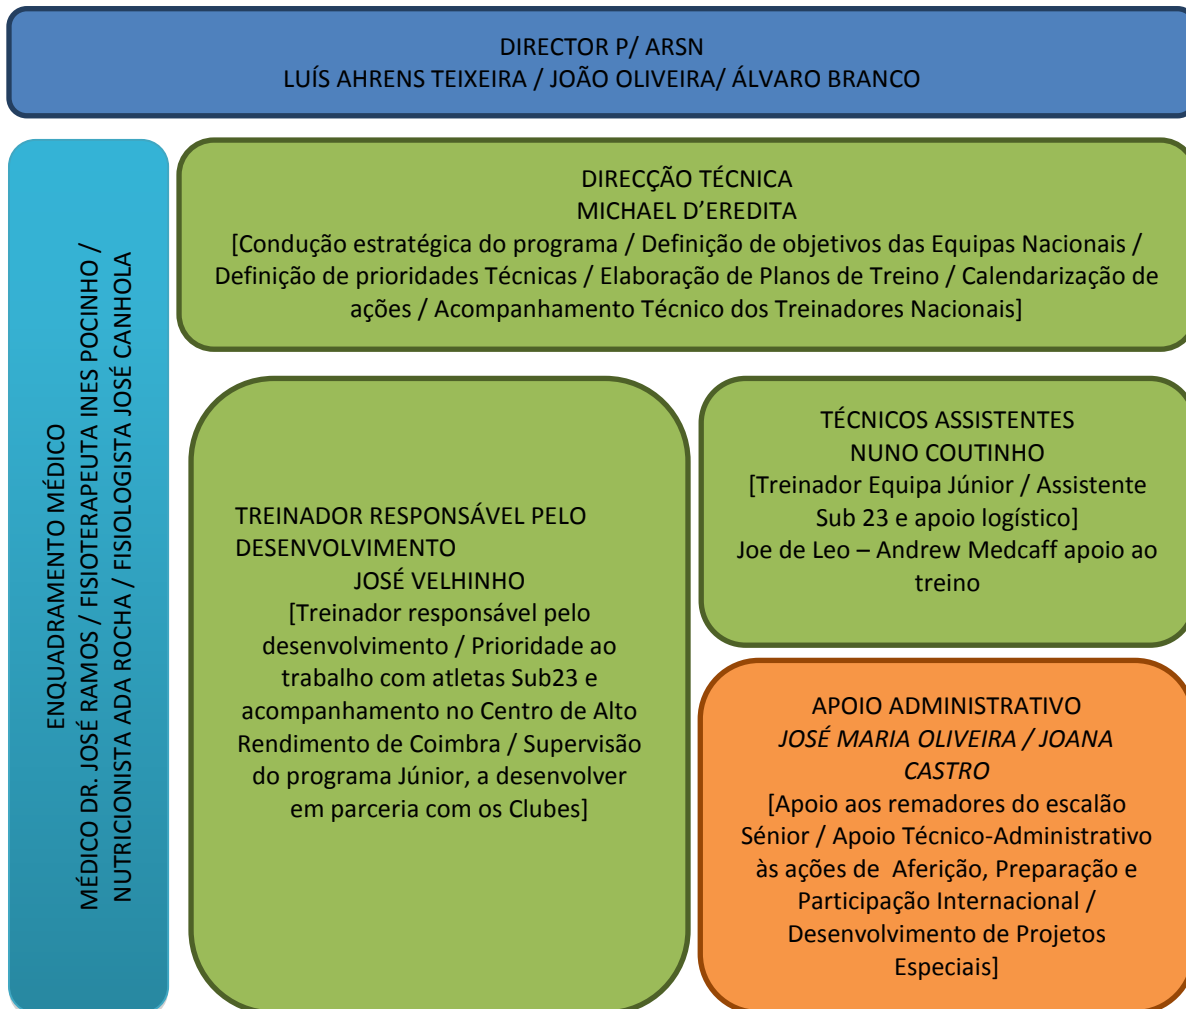 DIRECTOR P/ ARSN
LUÍS AHRENS TEIXEIRA / JOÃO OLIVEIRA/ ÁLVARO BRANCO
ENQUADRAMENTO MÉDICO
MÉDICO DR. JOSÉ RAMOS / FISIOTERAPEUTA INES POCINHO /
NUTRICIONISTA ADA ROCHA / FISIOLOGISTA JOSÉ CANHOLA
DIRECÇÃO TÉCNICA
MICHAEL D’EREDITA
[Condução estratégica do programa / Definição de objetivos das Equipas Nacionais /
Definição de prioridades Técnicas / Elaboração de Planos de Treino / Calendarização de
ações / Acompanhamento Técnico dos Treinadores Nacionais]
TREINADOR RESPONSÁVEL PELO
DESENVOLVIMENTO
JOSÉ VELHINHO
[Treinador responsável pelo
desenvolvimento / Prioridade ao
trabalho com atletas Sub23 e
acompanhamento no Centro de Alto
Rendimento de Coimbra / Supervisão
do programa Júnior, a desenvolver
em parceria com os Clubes]
TÉCNICOS ASSISTENTES
NUNO COUTINHO
[Treinador Equipa Júnior / Assistente
Sub 23 e apoio logístico]
Joe de Leo – Andrew Medcaff apoio ao
treino
APOIO ADMINISTRATIVO
JOSÉ MARIA OLIVEIRA / JOANA
CASTRO
[Apoio aos remadores do escalão
Sénior / Apoio Técnico-Administrativo
às ações de  Aferição, Preparação e
Participação Internacional /
Desenvolvimento de Projetos
Especiais]